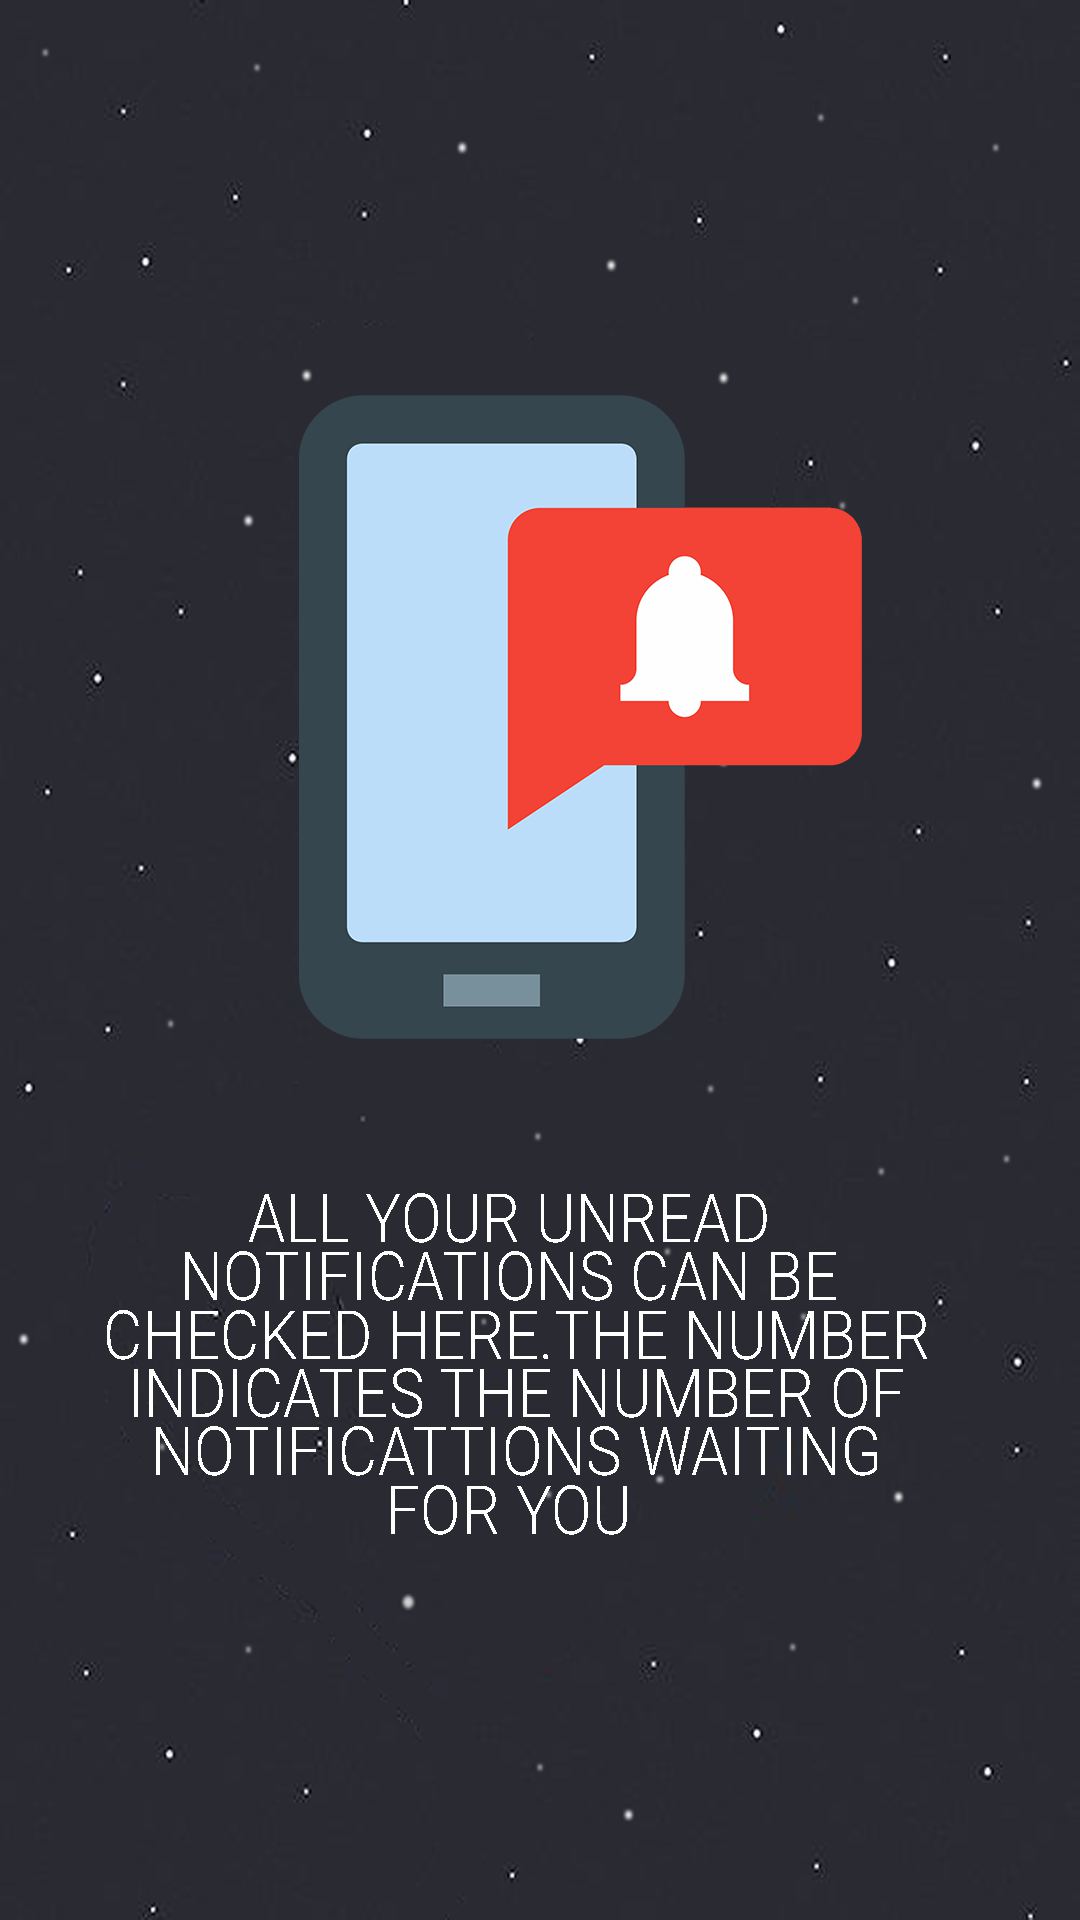 ALL YOUR UNREAD
NOTIFICATIONS CAN BE
CHECKED HERE.THE NUMBER
INDICATES THE NUMBER OF
NOTIFICATTIONS WAITING
FOR YOU